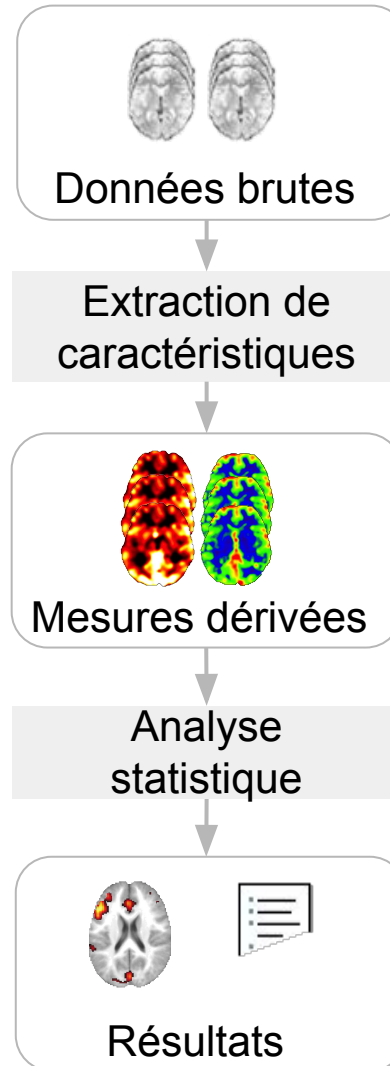 Données brutes
Extraction de
caractéristiques
Mesures dérivées
Analyse
statistique
Résultats